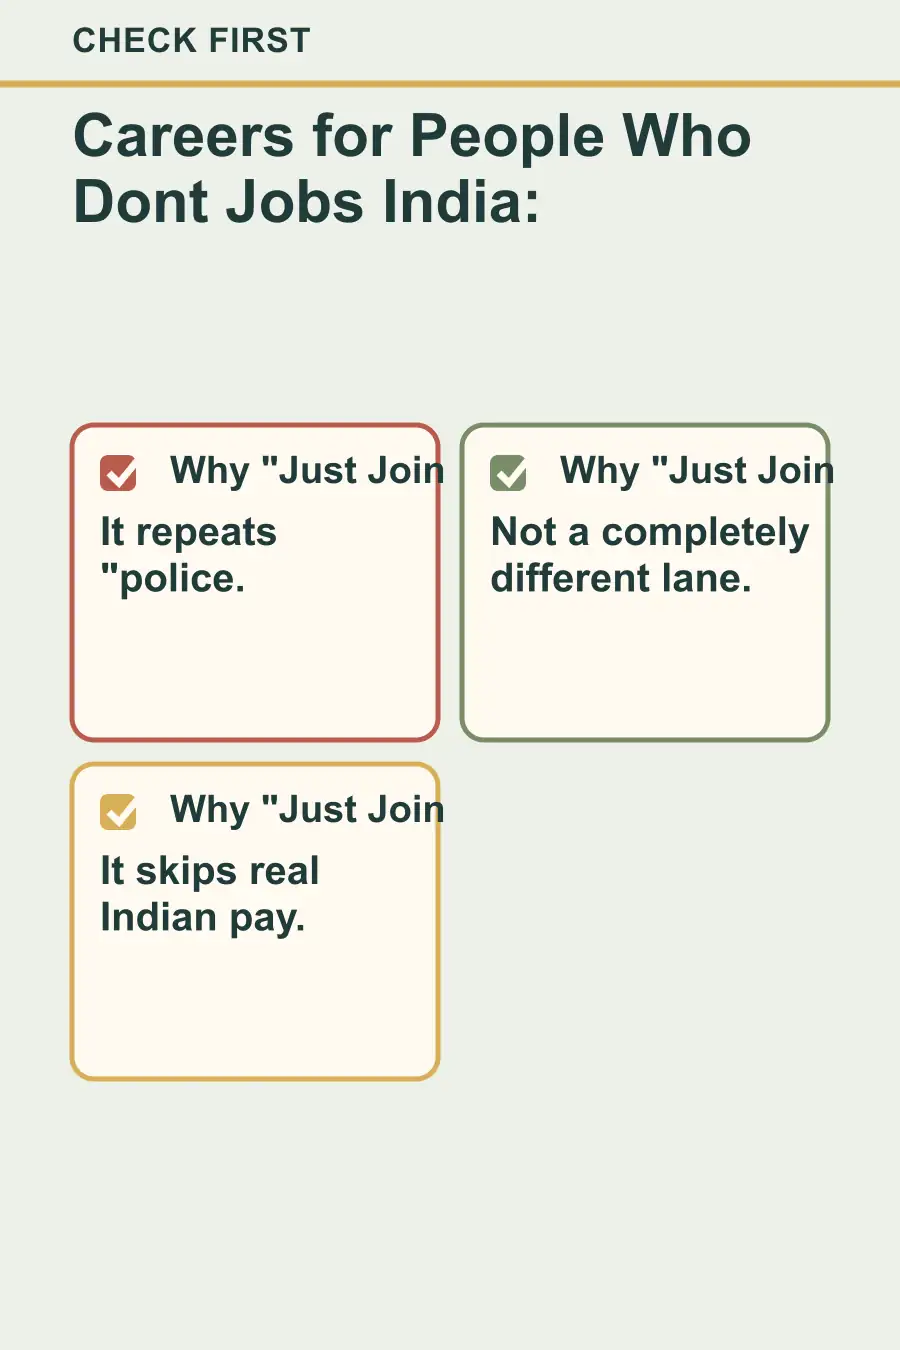 CHECK FIRST
Careers for People Who
Dont Jobs India:
Why "Just Join
It repeats
"police.
Why "Just Join
Not a completely
different lane.
Why "Just Join
It skips real
Indian pay.